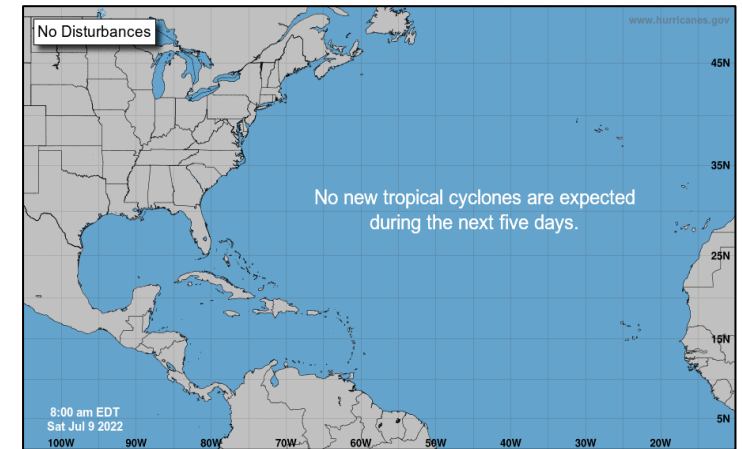 No Disturbances
www.hurricanes.gov
45N
35N
No new tropical cyclones are expected
during the next five days.
25N
15N
8:00 am EDT
Sat Jul 9 2022
5N
100W 90W 80W 70W 60W 50W 40W 30W 20W